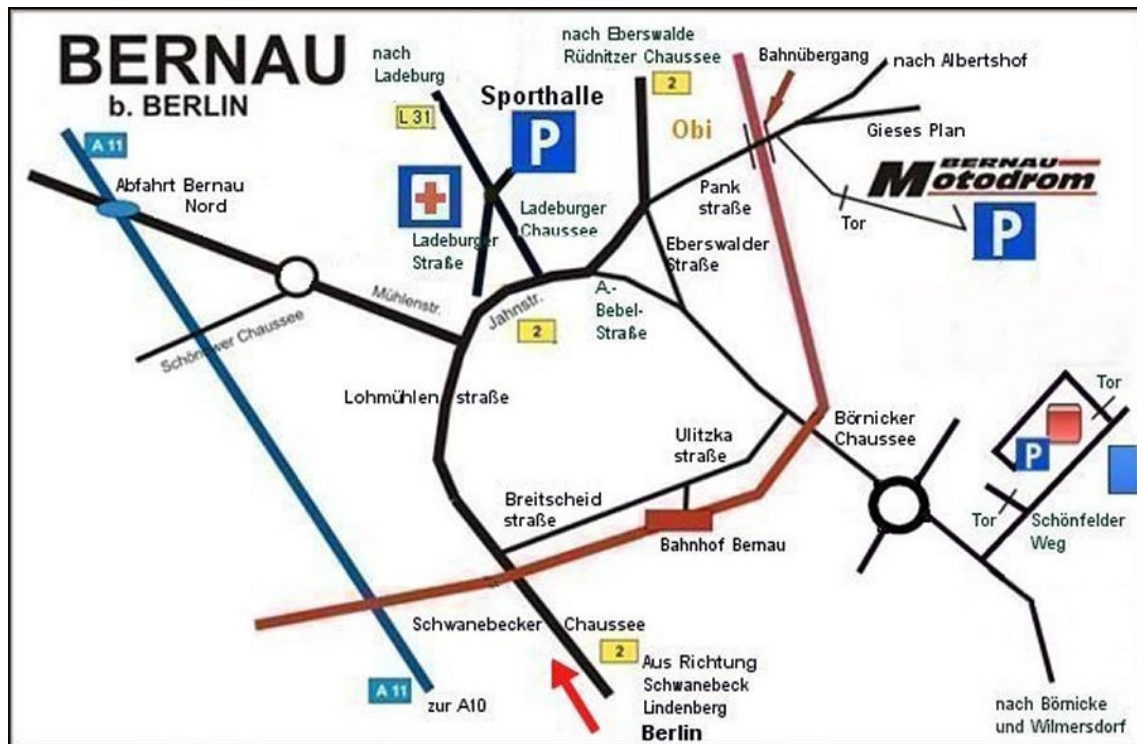 BERNAU
b. BERLIN
A 11
Abfahrt Bernau
Nord
nach
Ladeburg
L 31
Sporthalle
P
nach Eberswalde
Rüdnitzer Chaussee
2
Obi
Bahnübergang
nach Albertshof
Gieses Plan
BERNAU
Motodrom
P
Tor
Pank
straße
Ladeburger
Chaussee
Ladeburger
Straße
Eberswalder
Straße
A.-
Bebel-
Straße
Mühlenstr.
Jahnstr.
2
Schönower Chaussee
Lohmühlen straße
Ulitzka
straße
Börnicker
Chaussee
Tor
P
Tor
Schönfelder
Weg
Breitscheid
straße
Bahnhof Bernau
Schwanebecker Chaussee
2
Aus Richtung
Schwanebeck
Lindenberg
Berlin
A 11
zur A10
nach Börnicke
und Wilmersdorf